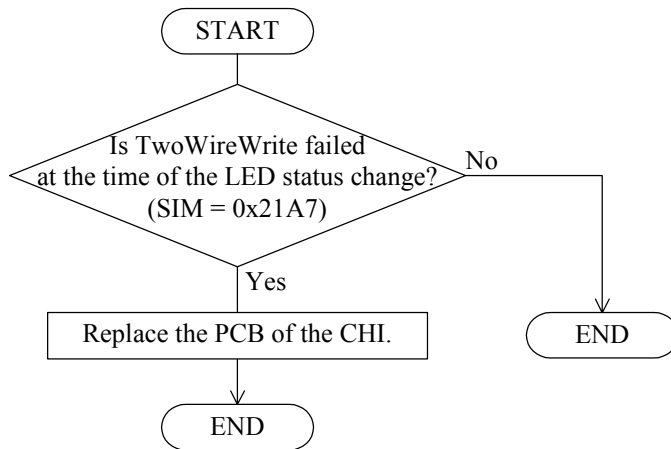 START
Is TwoWireWrite failed
at the time of the LED status change?
(SIM = 0x21A7)
No
Yes
Replace the PCB of the CHI.
END
END